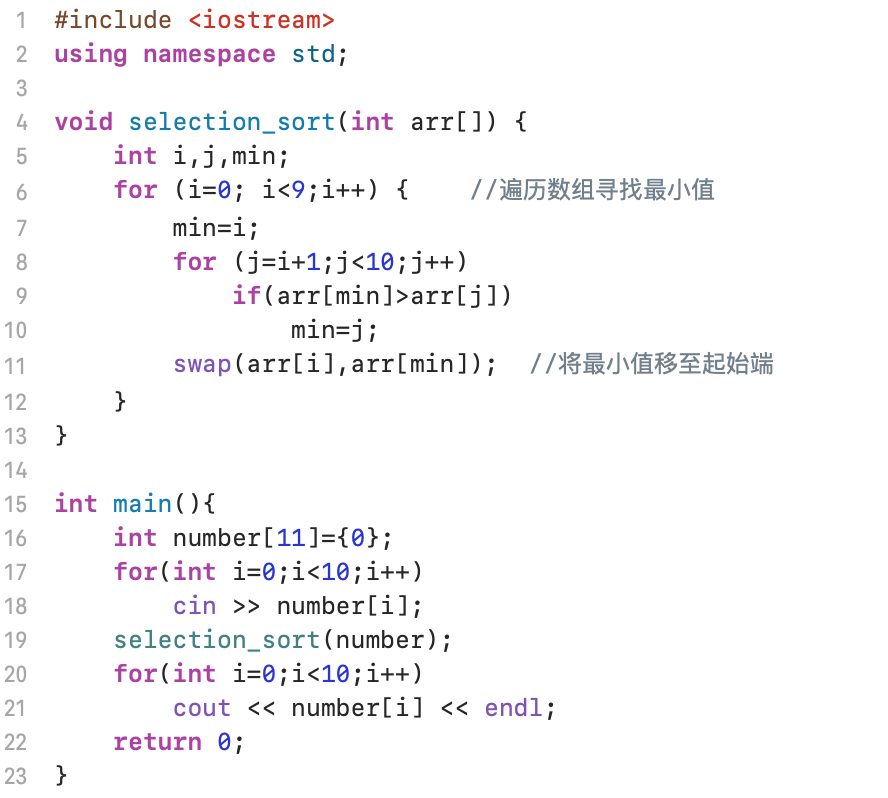 1 #include <iostream>
2 using namespace std;
3
4 void selection_sort(int arr[]) {
5     int i,j,min;
6     for (i=0; i<9;i++) {    //遍历数组寻找最小值
7         min=i;
8         for (j=i+1;j<10;j++)
9             if(arr[min]>arr[j])
10                 min=j;
11         swap(arr[i],arr[min]);  //将最小值移至起始端
12     }
13 }
14
15 int main(){
16     int number[11]={0};
17     for(int i=0;i<10;i++)
18         cin >> number[i];
19     selection_sort(number);
20     for(int i=0;i<10;i++)
21         cout << number[i] << endl;
22     return 0;
23 }